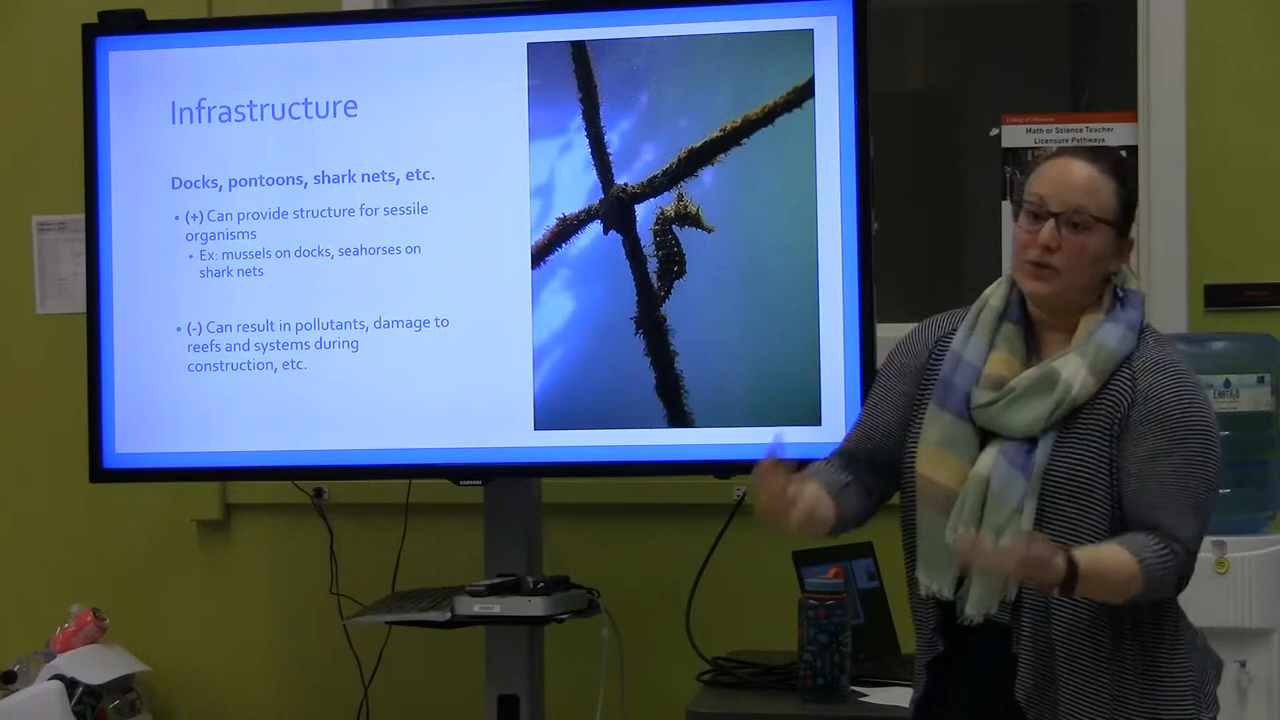 Infrastructure
Docks, pontoons, shark nets, etc.
• (+) Can provide structure for sessile
organisms
• Ex: mussels on docks, seahorses on
shark nets
• (-) Can result in pollutants, damage to
reefs and systems during
construction, etc.
SAMSUNG
College of Education
Math or Science Teacher
Licensure Pathways